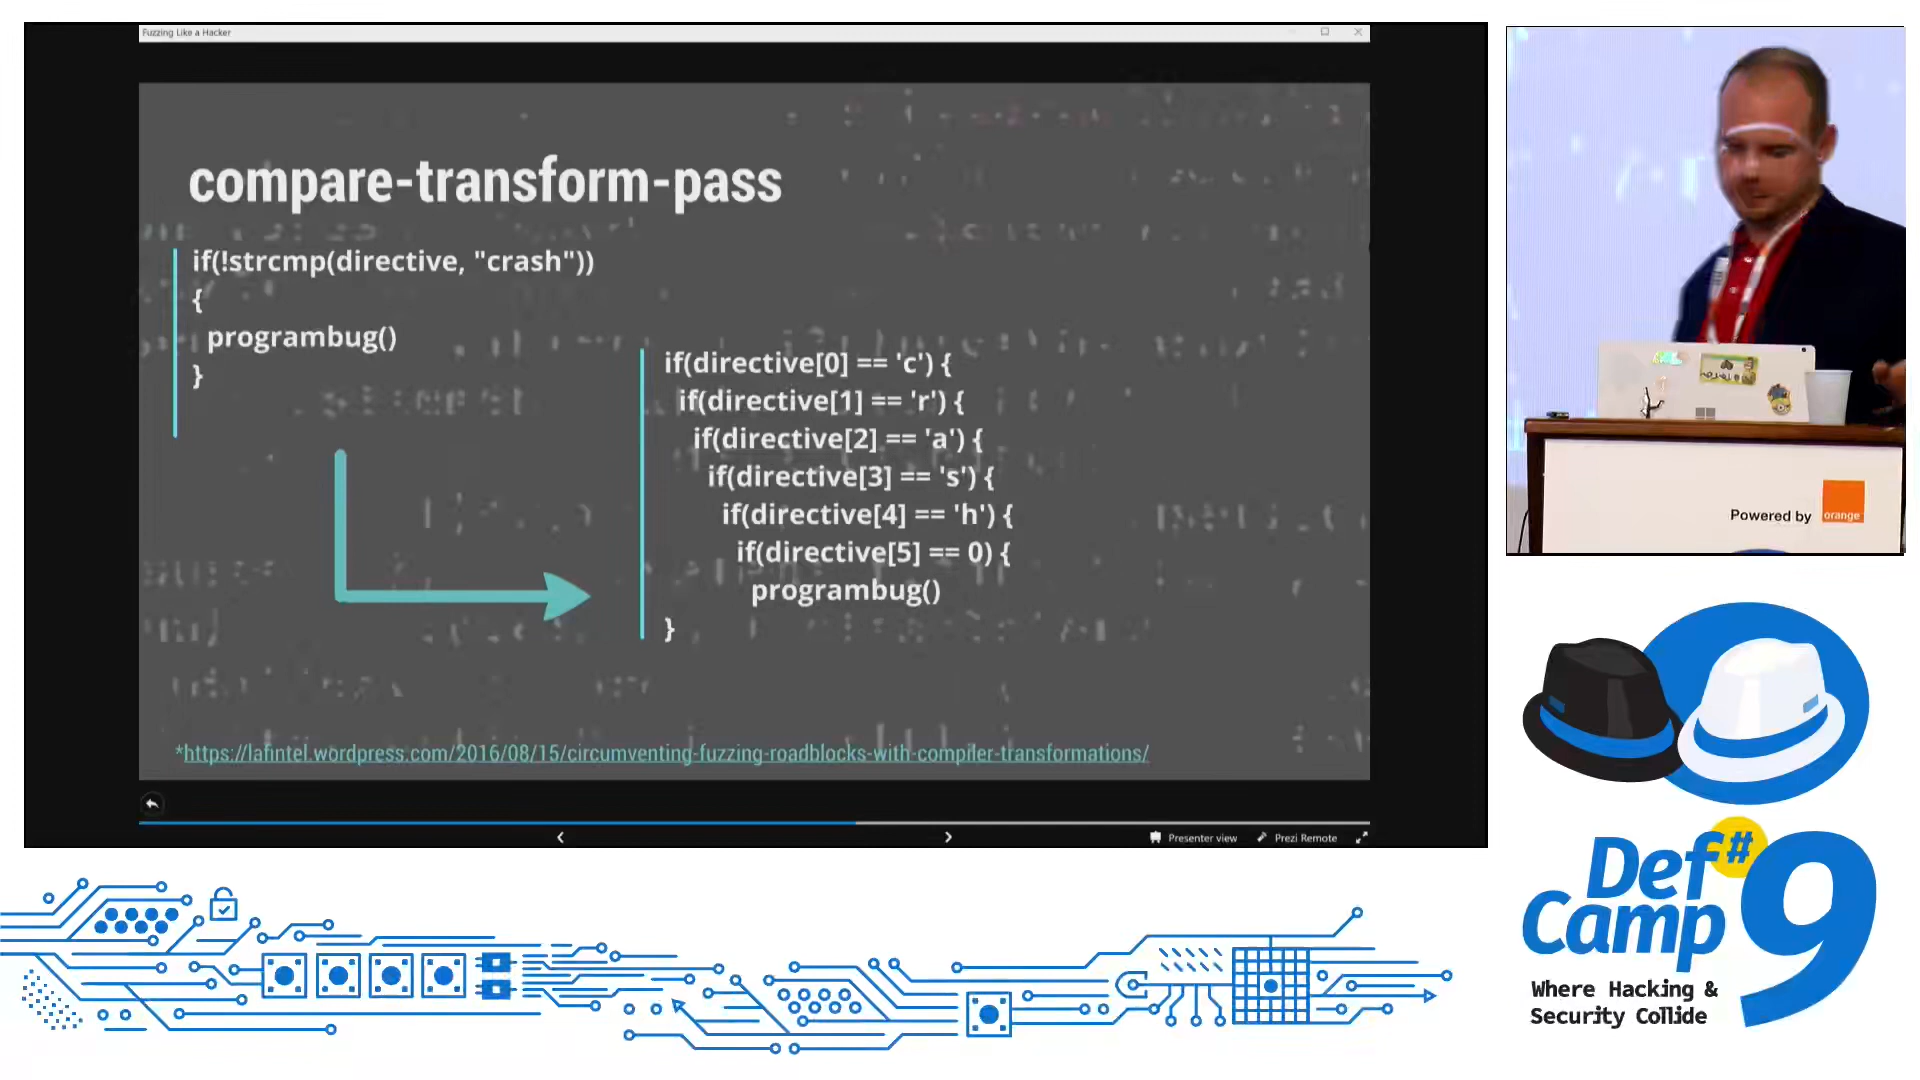 Fuzzing Like a Hacker
compare-transform-pass
if(!strcmp(directive, "crash"))
{
programbug()
}
if(directive[0] == 'c') {
if(directive[1] == 'r') {
if(directive[2] == 'a') {
if(directive[3] == 's') {
if(directive[4] == 'h') {
if(directive[5] == 0) {
programbug()
}
*https://lafintel.wordpress.com/2016/08/15/circumventing-fuzzing-roadblocks-with-compiler-transformations/
Presenter view
Prezi Remote
Powered by
orange
Def
Camp
#9
Where Hacking &
Security Collide